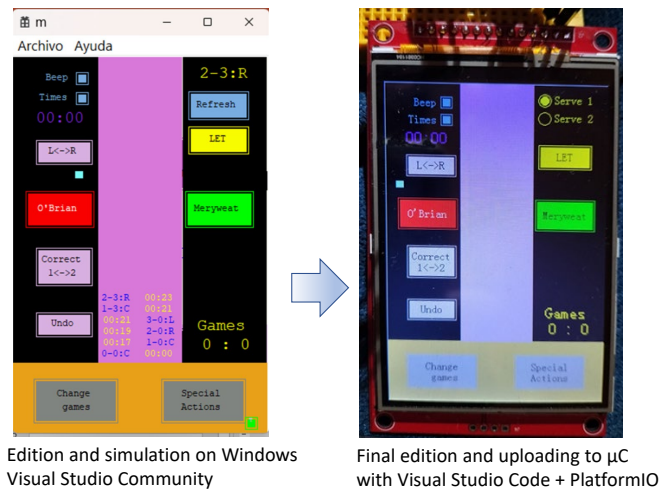 m
Archivo Ayuda
Beep
Times
00:00
2-3:R
Refresh
LET
L<->R
O'Brian
Meryweat
Correct
1<->2
Undo
2-3:R 00:23
1-3:C 00:21
00:21 3-0:L
00:19 2-0:R
00:17 1-0:C
0-0:C 00:00
Games
0 : 0
Change
games
Special
Actions
Beep
Times
00:00
Serve 1
Serve 2
L<->R
LET
O'Brian
Meryweat
Correct
1<->2
Undo
Games
0 : 0
Change
games
Special
Actions
Edition and simulation on Windows
Visual Studio Community
Final edition and uploading to µC
with Visual Studio Code + PlatformIO